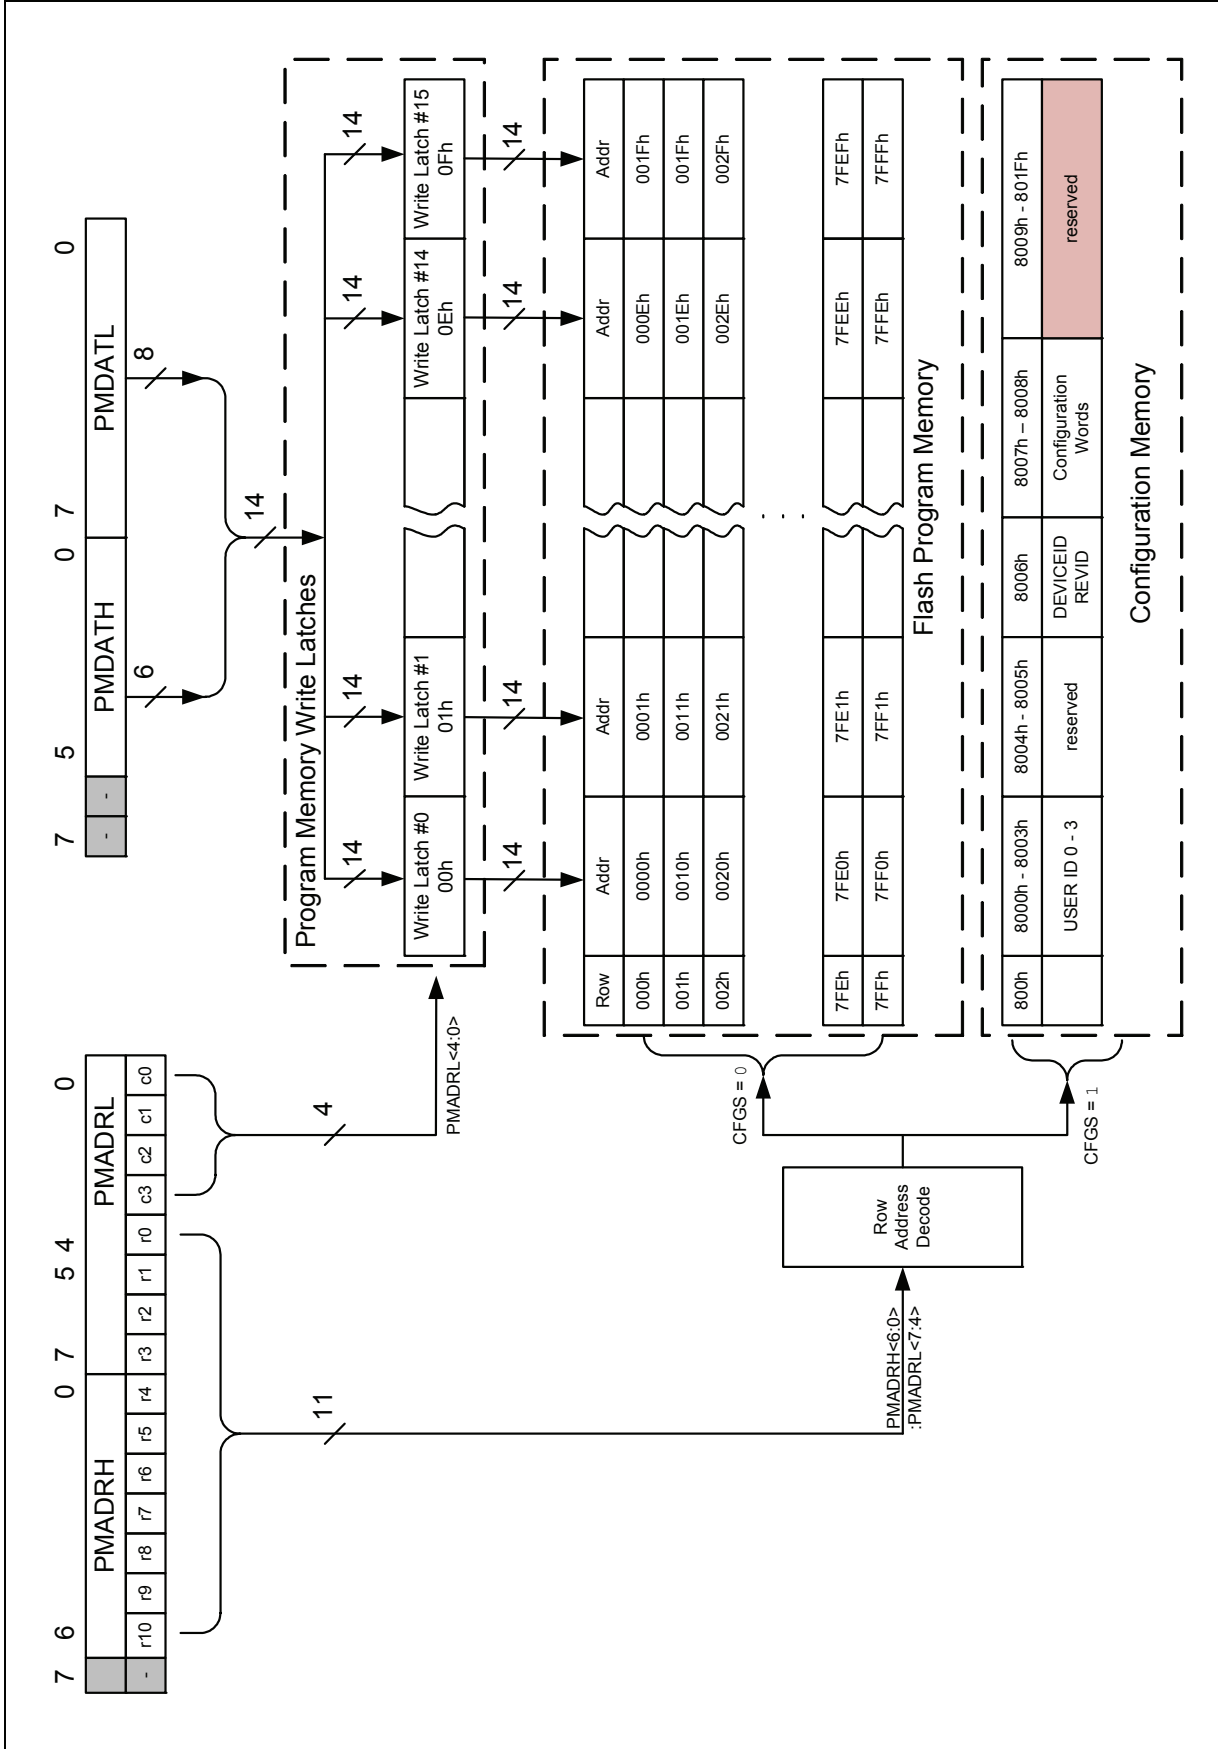 7 6 0 7 5 4 0
PMADRH PMADRL
- r10 r9 r8 r7 r6 r5 r4 r3 r2 r1 r0 c3 c2 c1 c0
7 5 0 7 0
- - PMDATH PMDATL
6 8
14
11
4
PMADRL<4:0>
Program Memory Write Latches
14 14 14 14
Write Latch #0 Write Latch #1 Write Latch #14 Write Latch #15
00h 01h 0Eh 0Fh
14 14 14 14
PMADRH<6:0>
:PMADRL<7:4>
Row
Address
Decode
CFGS = 0
CFGS = 1
Row Addr Addr Addr Addr
000h 0000h 0001h 000Eh 001Fh
001h 0010h 0011h 001Eh 001Fh
002h 0020h 0021h 002Eh 002Fh
. . . .
7FEh 7FE0h 7FE1h 7FEEh 7FEFh
7FFh 7FF0h 7FF1h 7FFEh 7FFFh
Flash Program Memory
800h 8000h - 8003h 8004h - 8005h 8006h 8007h – 8008h 8009h - 801Fh
USER ID 0 - 3 reserved DEVICEID Configuration reserved
REVID Words
Configuration Memory